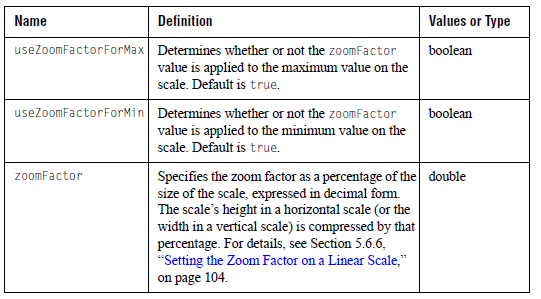 Name Definition Values or Type
useZoomFactorForMax Determines whether or not the zoomFactor boolean
value is applied to the maximum value on the
scale. Default is true.
useZoomFactorForMin Determines whether or not the zoomFactor boolean
value is applied to the minimum value on the
scale. Default is true.
zoomFactor Specifies the zoom factor as a percentage of the double
size of the scale, expressed in decimal form.
The scale’s height in a horizontal scale (or the
width in a vertical scale) is compressed by that
percentage. For details, see Section 5.6.6,
“Setting the Zoom Factor on a Linear Scale,”
on page 104.